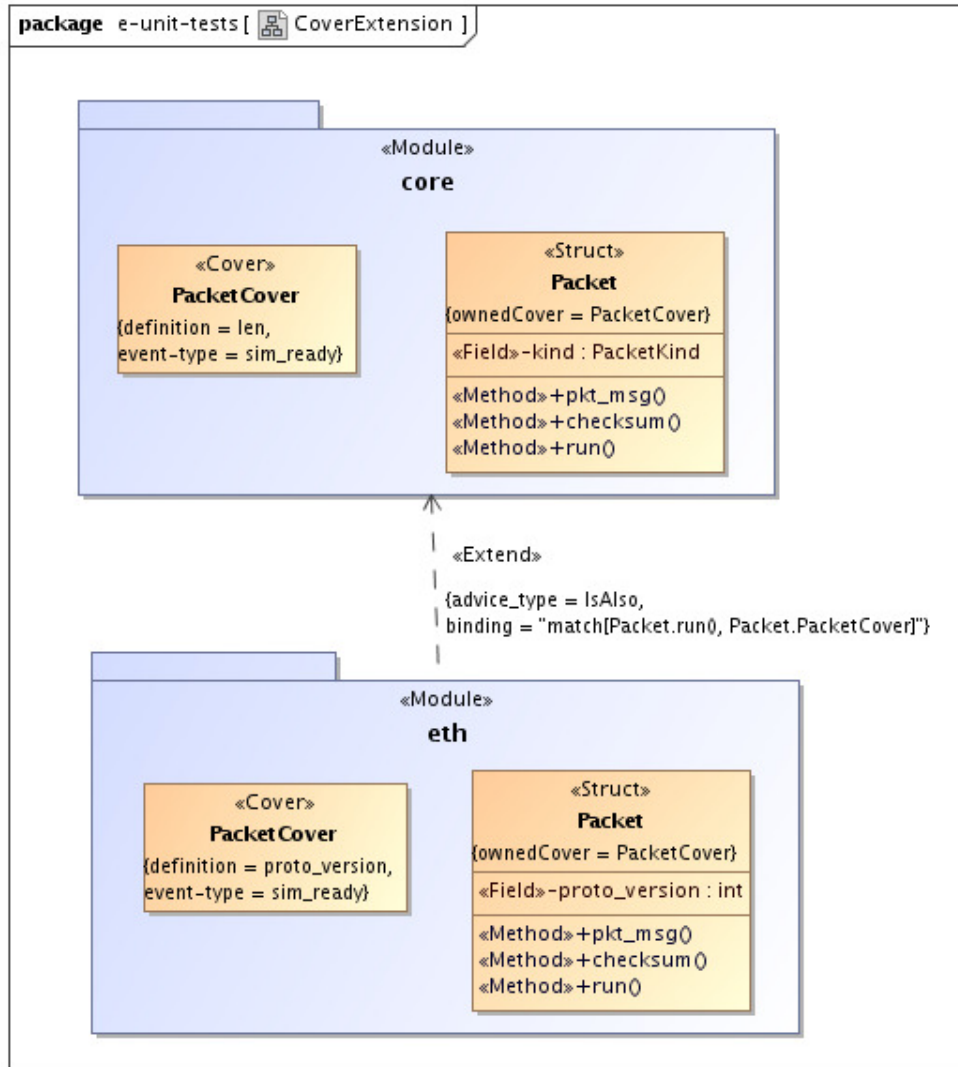 package e-unit-tests [ CoverExtension ]
«Module»
core
«Cover»
PacketCover
{definition = len,
event-type = sim_ready}
«Struct»
Packet
{ownedCover = PacketCover}
«Field»-kind : PacketKind
«Method»+pkt_msg()
«Method»+checksum()
«Method»+run()
«Extend»
{advice_type = IsAlso,
binding = "match[Packet.run(), Packet.PacketCover]"}
«Module»
eth
«Cover»
PacketCover
{definition = proto_version,
event-type = sim_ready}
«Struct»
Packet
{ownedCover = PacketCover}
«Field»-proto_version : int
«Method»+pkt_msg()
«Method»+checksum()
«Method»+run()